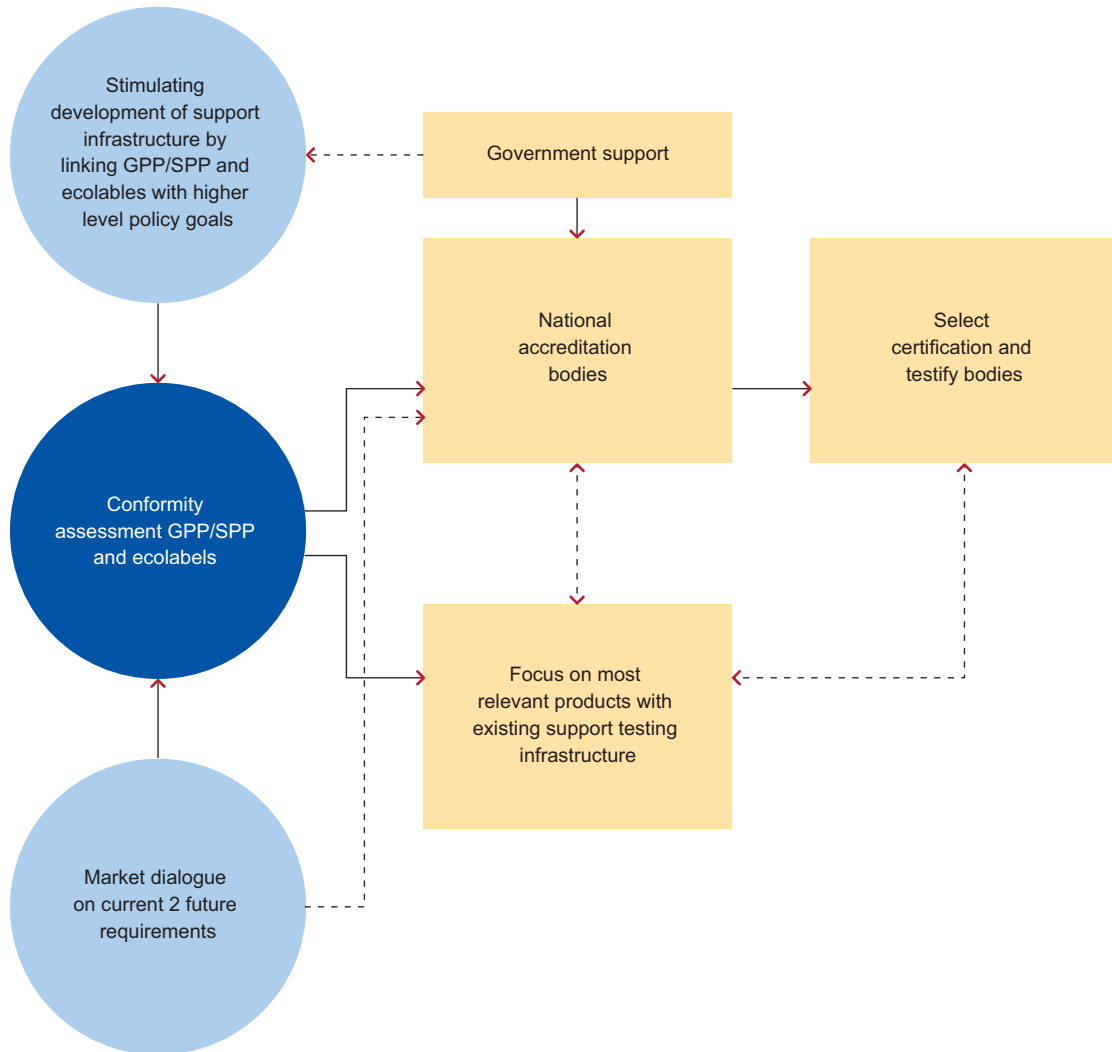 Stimulating
development of support
infrastructure by
linking GPP/SPP and
ecolables with higher
level policy goals
Government support
National
accreditation
bodies
Select
certification and
testify bodies
Conformity
assessment GPP/SPP
and ecolabels
Focus on most
relevant products with
existing support testing
infrastructure
Market dialogue
on current 2 future
requirements